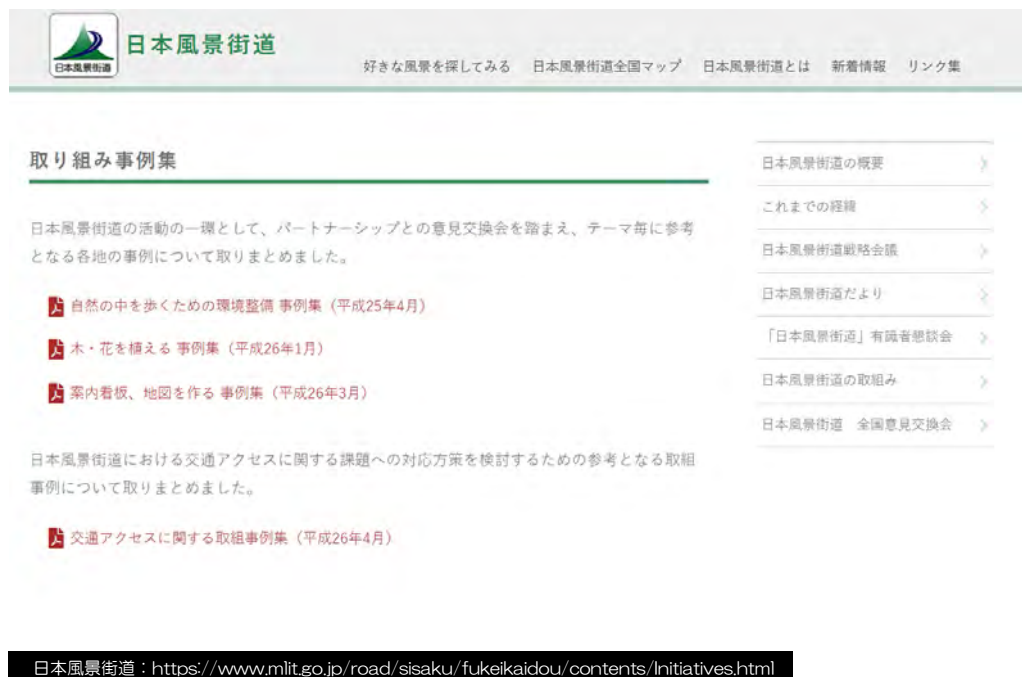 日本風景街道
日本風景街道
好きな風景を探してみる 日本風景街道全国マップ 日本風景街道とは 新着情報 リンク集
取り組み事例集
日本風景街道の活動の一環として、パートナーシップとの意見交換会を踏まえ、テーマ毎に参考
となる各地の事例について取りまとめました。
自然の中を歩くための環境整備 事例集（平成25年4月）
木・花を植える 事例集（平成26年1月）
案内看板、地図を作る 事例集（平成26年3月）
日本風景街道における交通アクセスに関する課題への対応方策を検討するための参考となる取組
事例について取りまとめました。
交通アクセスに関する取組事例集（平成26年4月）
日本風景街道の概要
これまでの経緯
日本風景街道戦略会議
日本風景街道だより
「日本風景街道」有識者懇談会
日本風景街道の取組み
日本風景街道　全国意見交換会
日本風景街道：https://www.mlit.go.jp/road/sisaku/fukeikaidou/contents/Initiatives.html